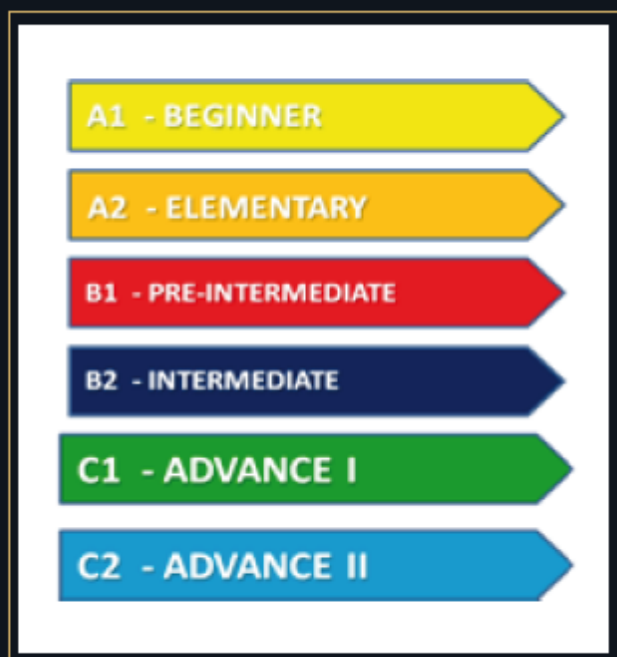 A1 - BEGINNER
A2 - ELEMENTARY
B1 - PRE-INTERMEDIATE
B2 - INTERMEDIATE
C1 - ADVANCE I
C2 - ADVANCE II